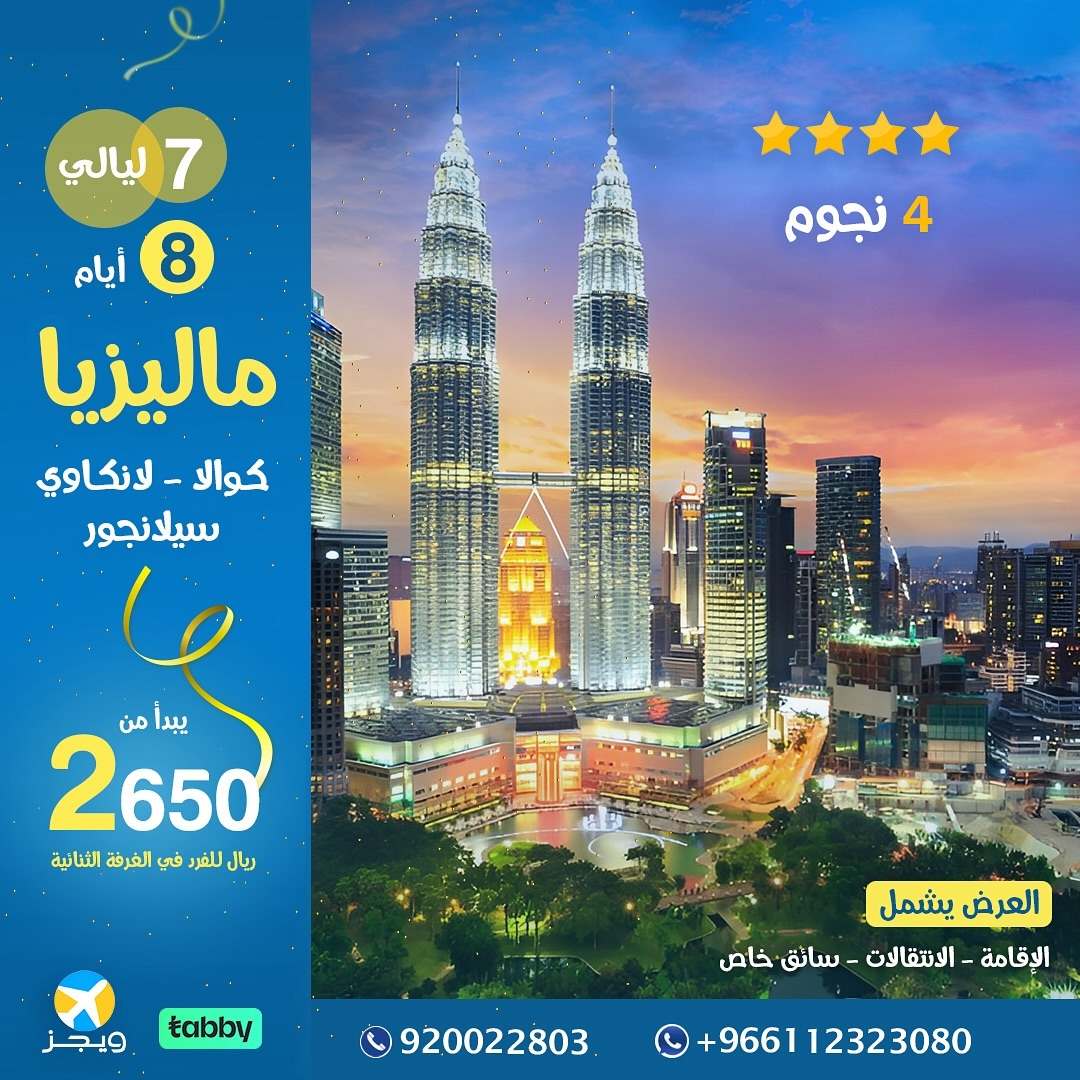 7 ليالي
8 أيام
ماليزيا
كوالا - لانكاوي
سيلانجور
يبدأ من
2650
ريال للفرد في الغرفة الثنائية
4 نجوم
العرض يشمل
الإقامة - الانتقالات - سائق خاص
ويجز
tabby
920022803
+966112323080